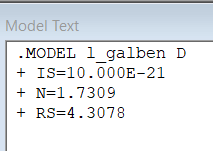 Model Text
.MODEL l_galben D
+ IS=10.000E-21
+ N=1.7309
+ RS=4.3078